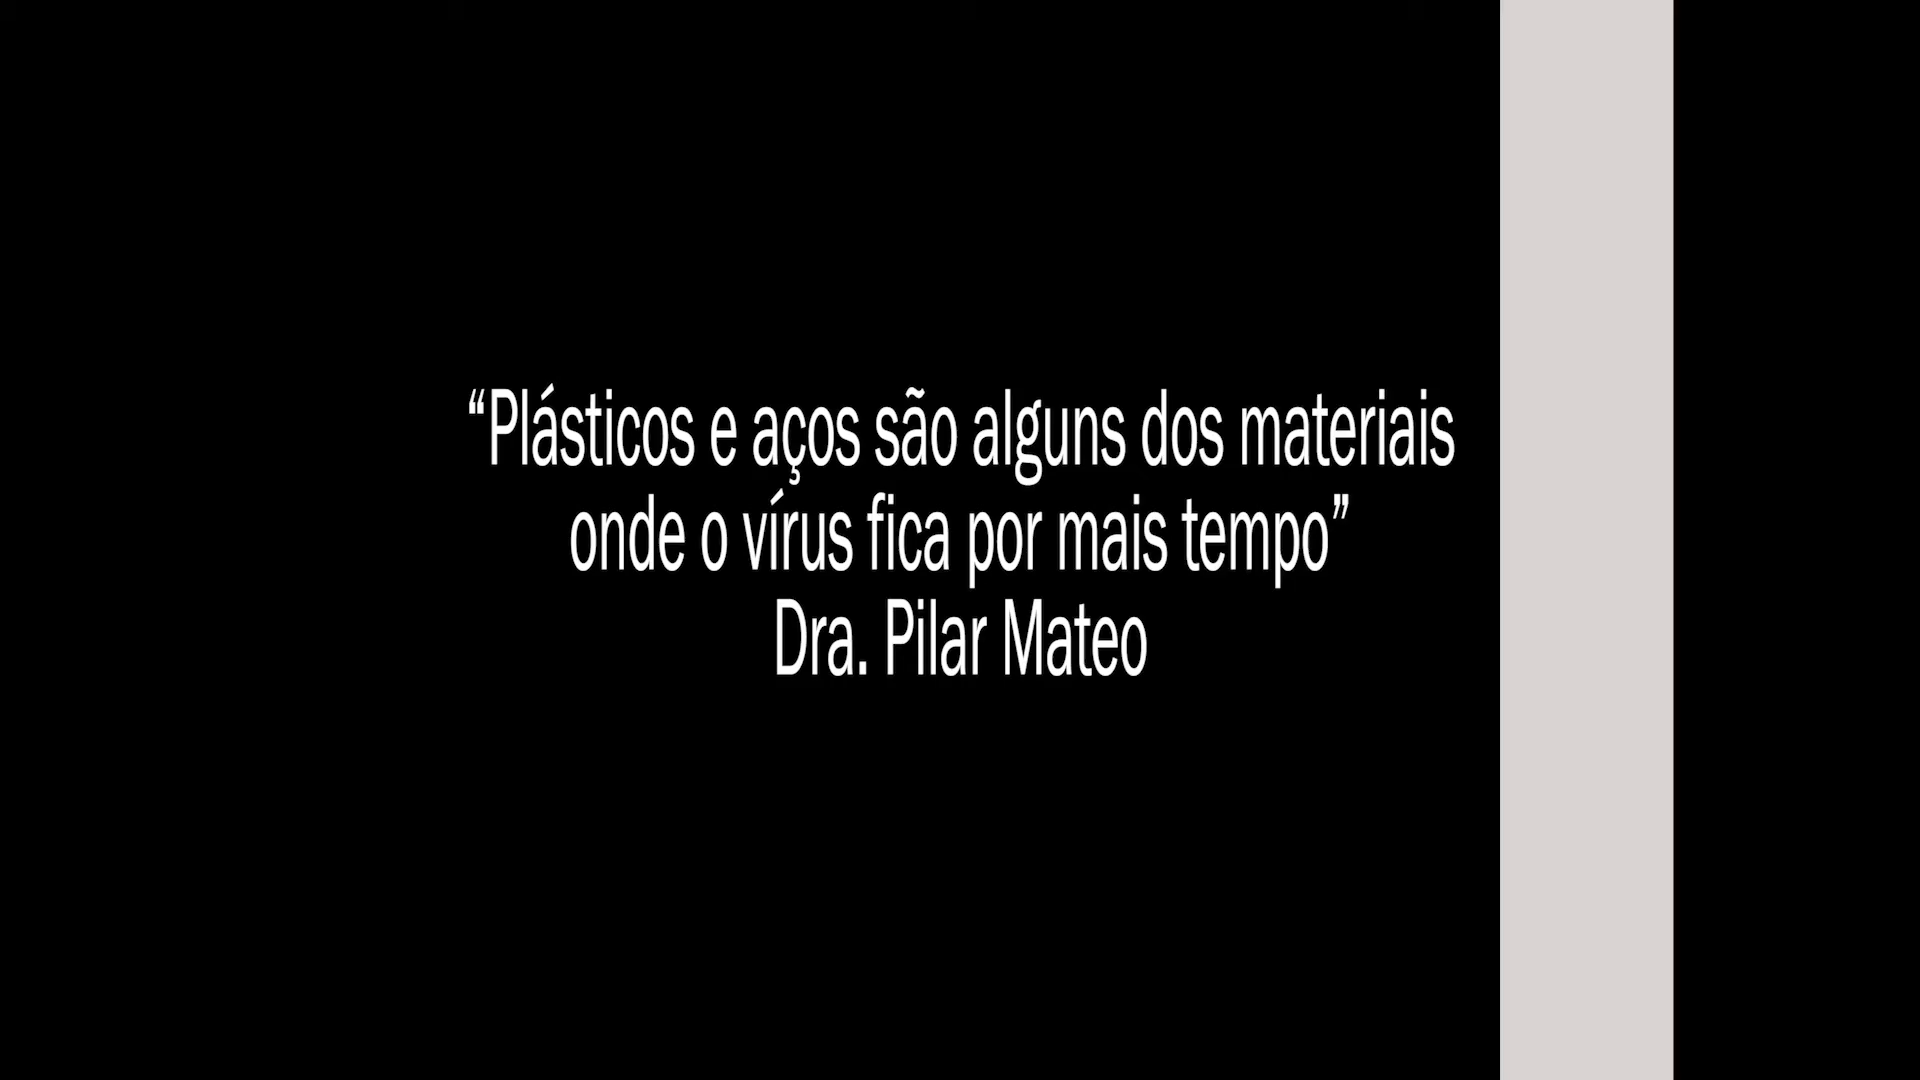 “Plásticos e aços são alguns dos materiais
onde o vírus fica por mais tempo”
Dra. Pilar Mateo